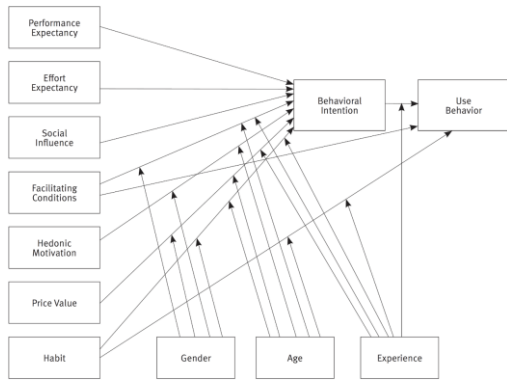 Performance
Expectancy
Effort
Expectancy
Behavioral
Intention
Use
Behavior
Social
Influence
Facilitating
Conditions
Hedonic
Motivation
Price Value
Habit
Gender
Age
Experience